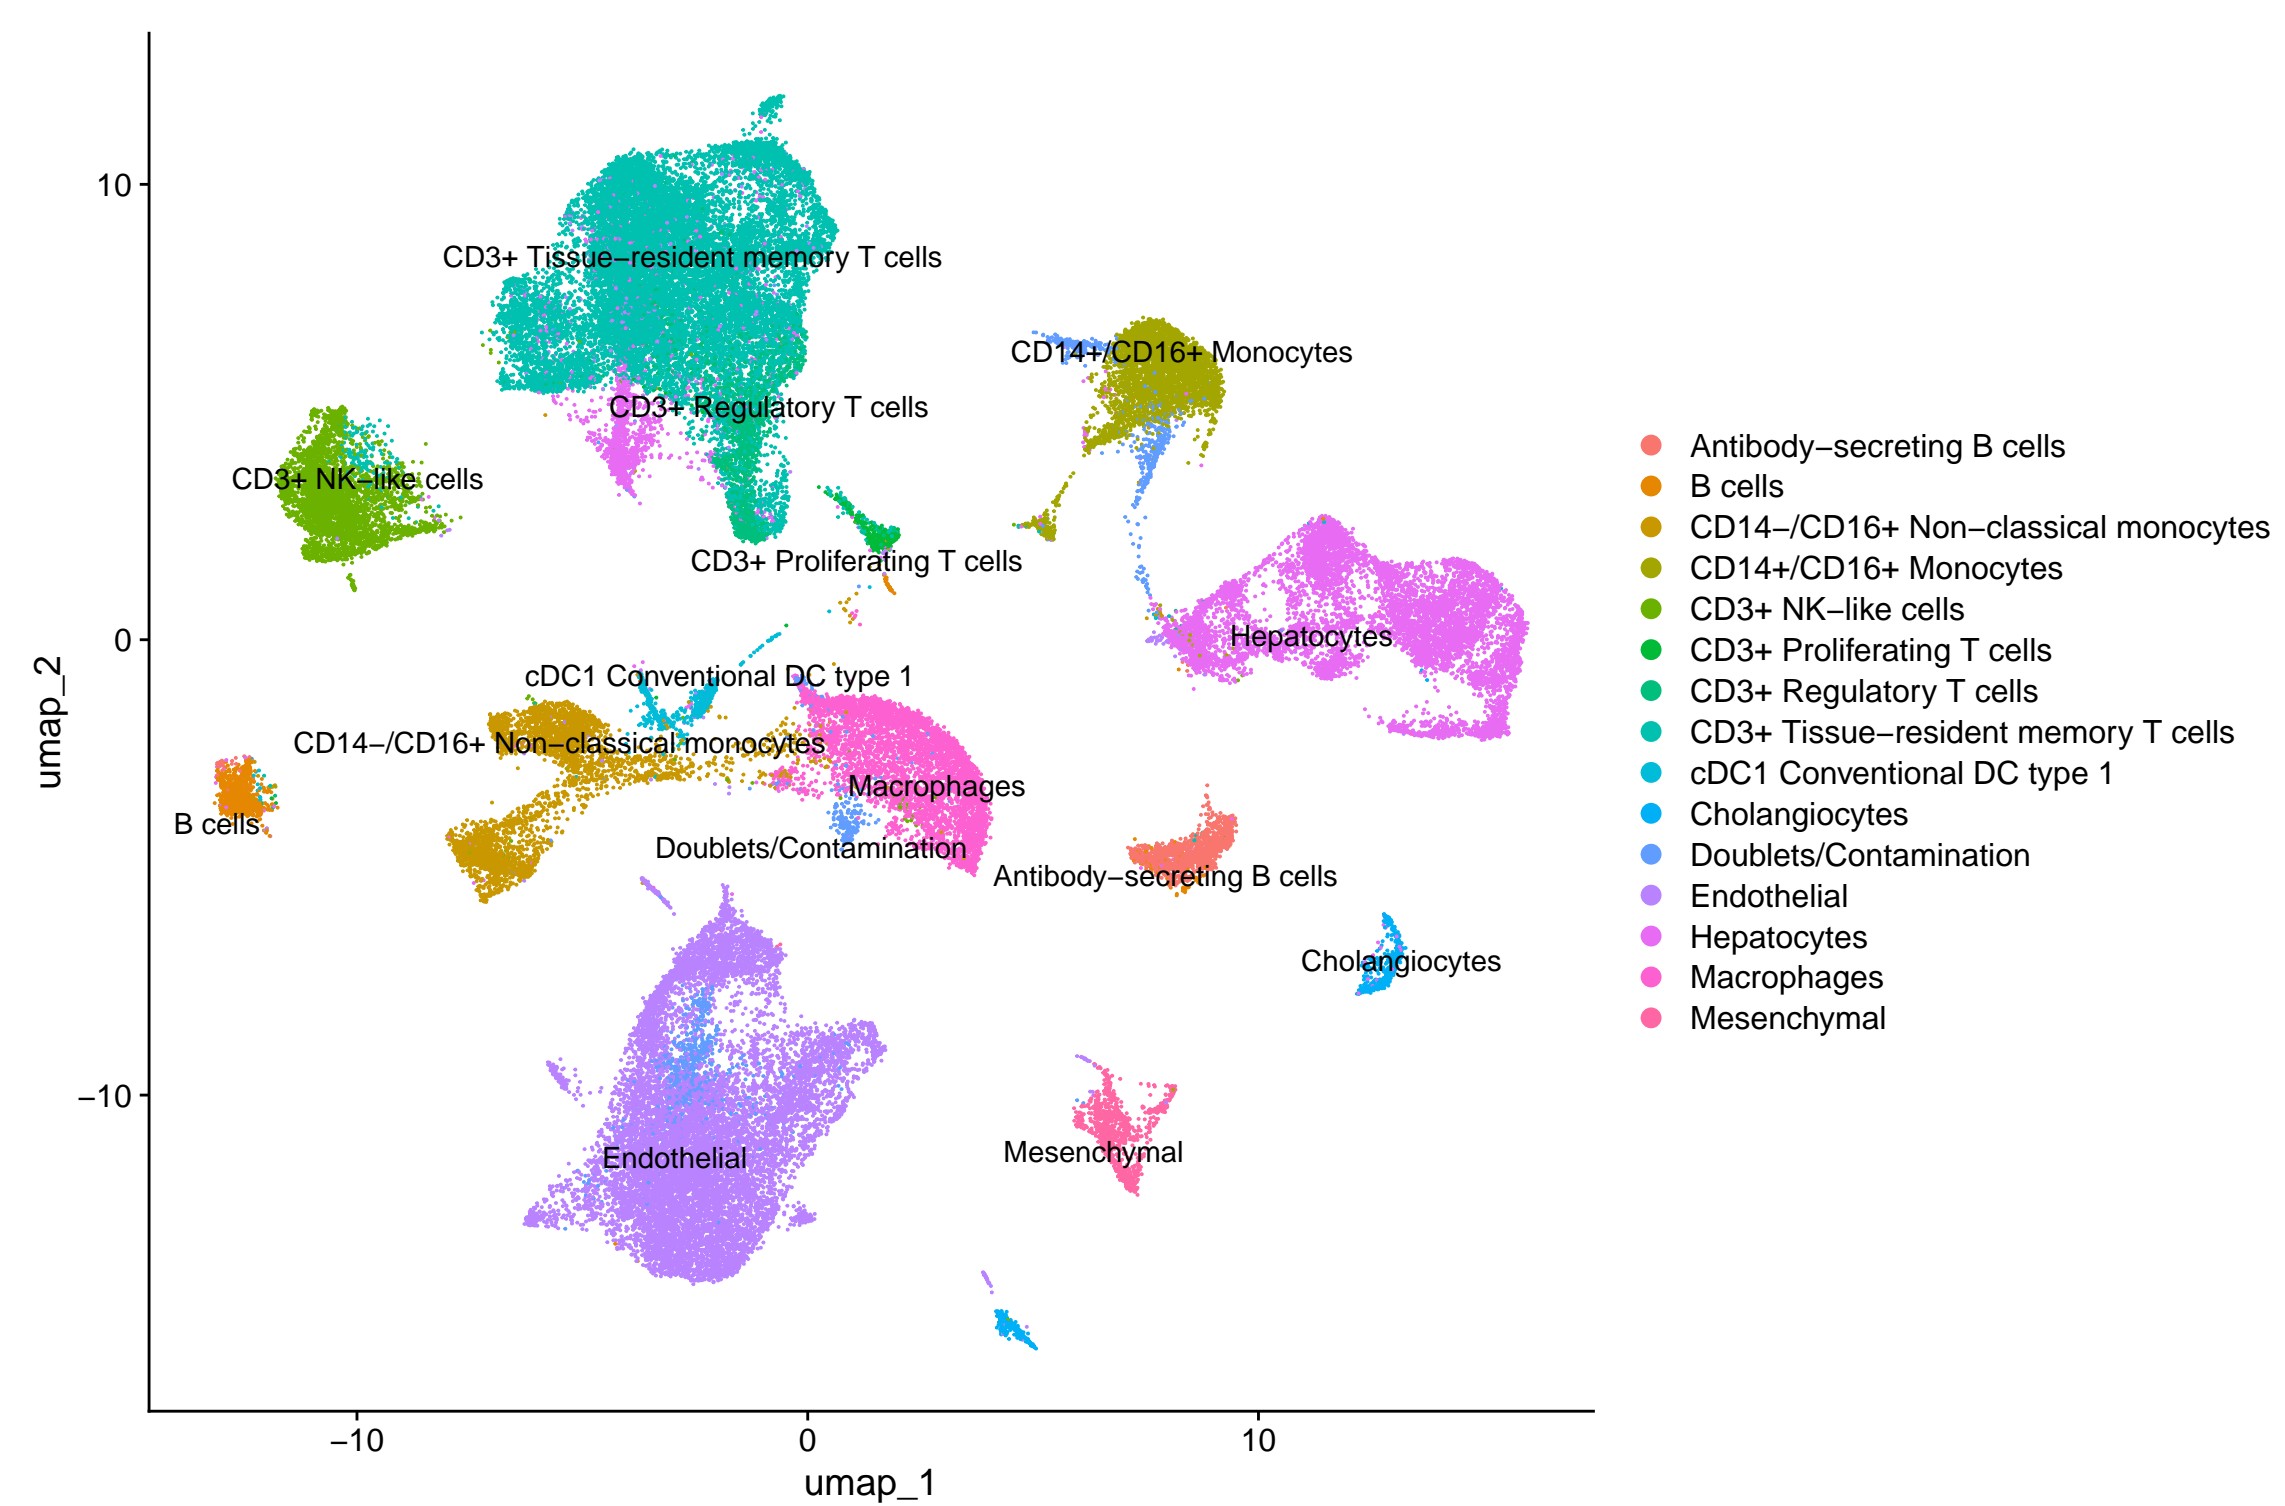 10
0
−10
umap_2
−10
0
10
umap_1
CD3+ Tissue−resident memory T cells
CD14+/CD16+ Monocytes
CD3+ Regulatory T cells
CD3+ NK−like cells
CD3+ Proliferating T cells
Hepatocytes
cDC1 Conventional DC type 1
CD14−/CD16+ Non−classical monocytes
Macrophages
B cells
Doublets/Contamination
Antibody−secreting B cells
Cholangiocytes
Mesenchymal
Endothelial
Antibody−secreting B cells
B cells
CD14−/CD16+ Non−classical monocytes
CD14+/CD16+ Monocytes
CD3+ NK−like cells
CD3+ Proliferating T cells
CD3+ Regulatory T cells
CD3+ Tissue−resident memory T cells
cDC1 Conventional DC type 1
Cholangiocytes
Doublets/Contamination
Endothelial
Hepatocytes
Macrophages
Mesenchymal